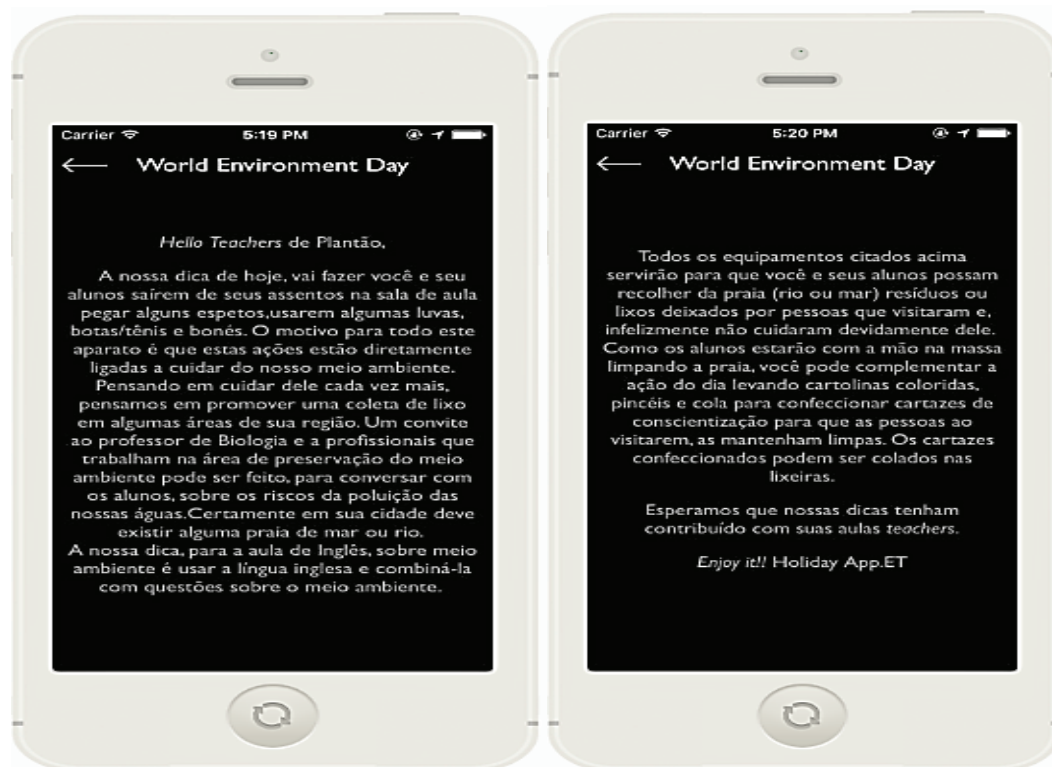 Carrier 5:19 PM
World Environment Day
Hello Teachers de Plantão,
A nossa dica de hoje, vai fazer você e seu
alunos saírem de seus assentos na sala de aula
pegar alguns espetos,usarem algumas luvas,
botas/tênis e bonés. O motivo para todo este
aparato é que estas ações estão diretamente
ligadas a cuidar do nosso meio ambiente.
Pensando em cuidar dele cada vez mais,
pensamos em promover uma coleta de lixo
em algumas áreas de sua região. Um convite
ao professor de Biologia e a profissionais que
trabalham na área de preservação do meio
ambiente pode ser feito, para conversar com
os alunos, sobre os riscos da poluição das
nossas águas.Certamente em sua cidade deve
existir alguma praia de mar ou rio.
A nossa dica, para a aula de Inglês, sobre meio
ambiente é usar a língua inglesa e combiná-la
com questões sobre o meio ambiente.
Carrier 5:20 PM
World Environment Day
Todos os equipamentos citados acima
servirão para que você e seus alunos possam
recolher da praia (rio ou mar) resíduos ou
lixos deixados por pessoas que visitaram e,
infelizmente não cuidaram devidamente dele.
Como os alunos estarão com a mão na massa
limpando a praia, você pode complementar a
ação do dia levando cartolinas coloridas,
pincéis e cola para confeccionar cartazes de
conscientização para que as pessoas ao
visitarem, as mantenham limpas. Os cartazes
confeccionados podem ser colados nas
lixeiras.
Esperamos que nossas dicas tenham
contribuído com suas aulas teachers.
Enjoy it!! Holiday App.ET